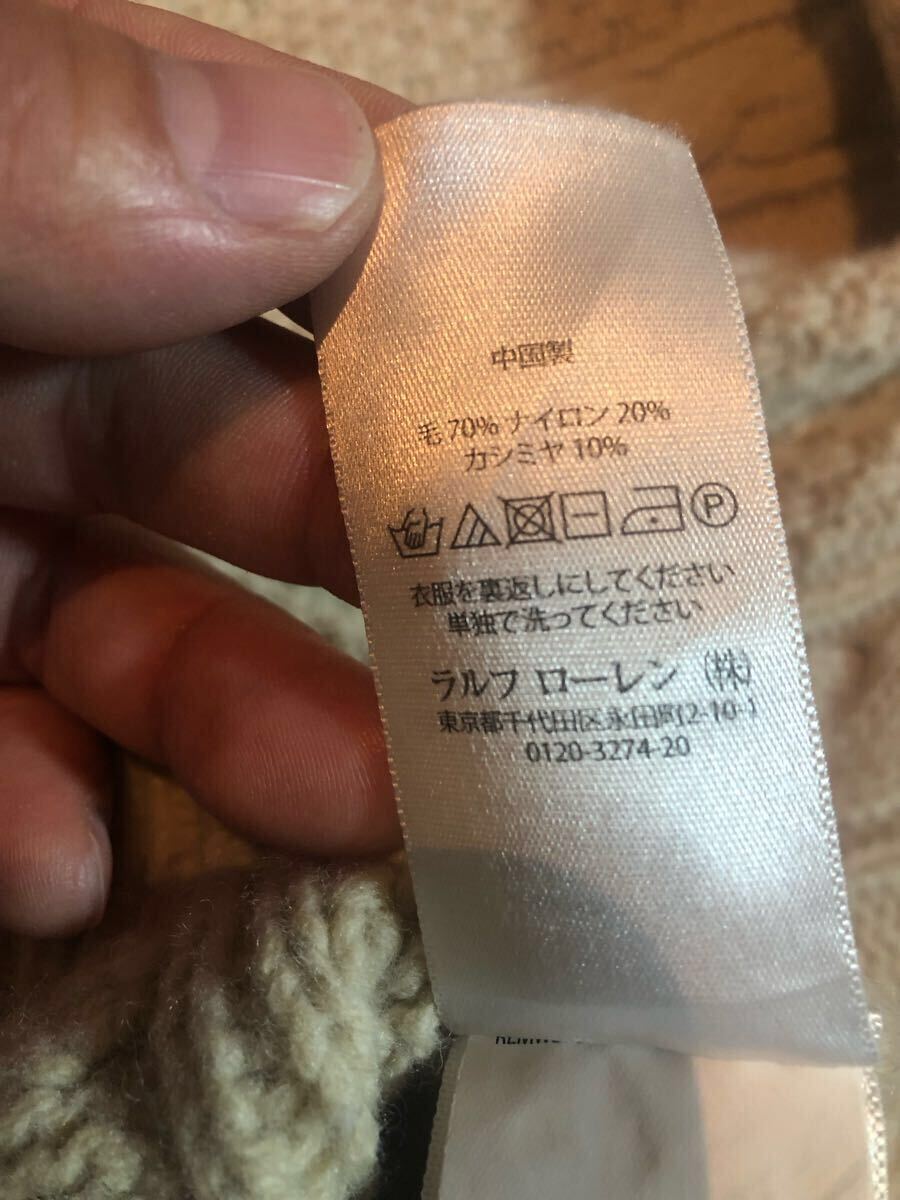 中国製
毛 70% ナイロン 20%
カシミヤ 10%
P
衣服を裏返しにしてください
単独で洗ってください
ラルフ ローレン (株)
東京都千代田区永田町2-10-1
0120-3274-20